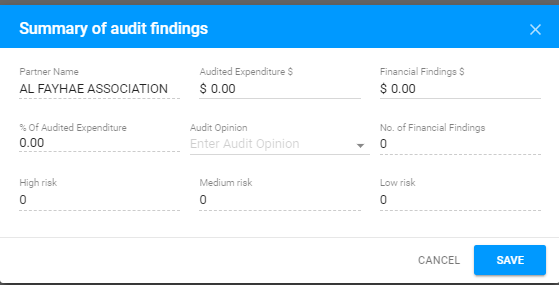 Summary of audit findings
Partner Name Audited Expenditure $ Financial Findings $
AL FAYHAE ASSOCIATION $ 0.00 $ 0.00
% Of Audited Expenditure Audit Opinion No. of Financial Findings
0.00 Enter Audit Opinion 0
High risk Medium risk Low risk
0 0 0
CANCEL SAVE